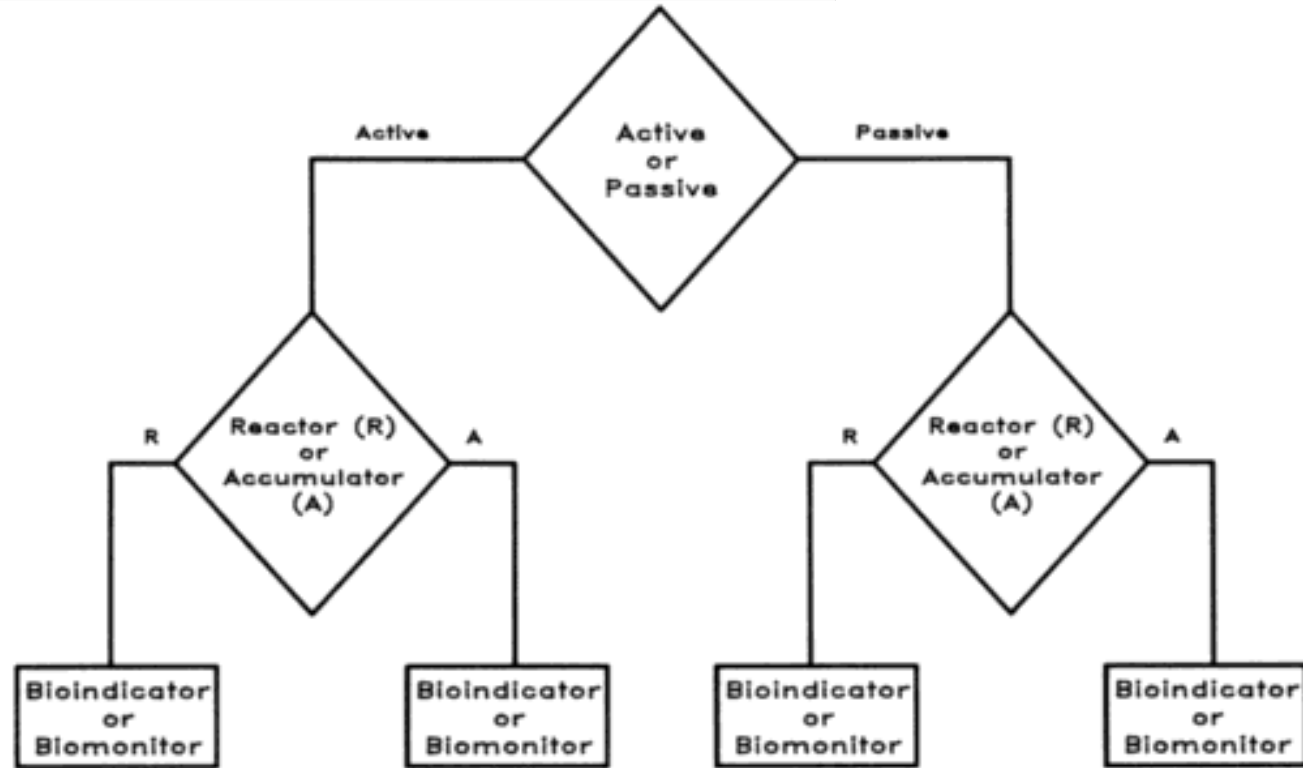 Active
or
Passive
Active
Passive
Reactor (R)
or
Accumulator
(A)
R
A
Reactor (R)
or
Accumulator
(A)
R
A
Bioindicator
or
Biomonitor
Bioindicator
or
Biomonitor
Bioindicator
or
Biomonitor
Bioindicator
or
Biomonitor